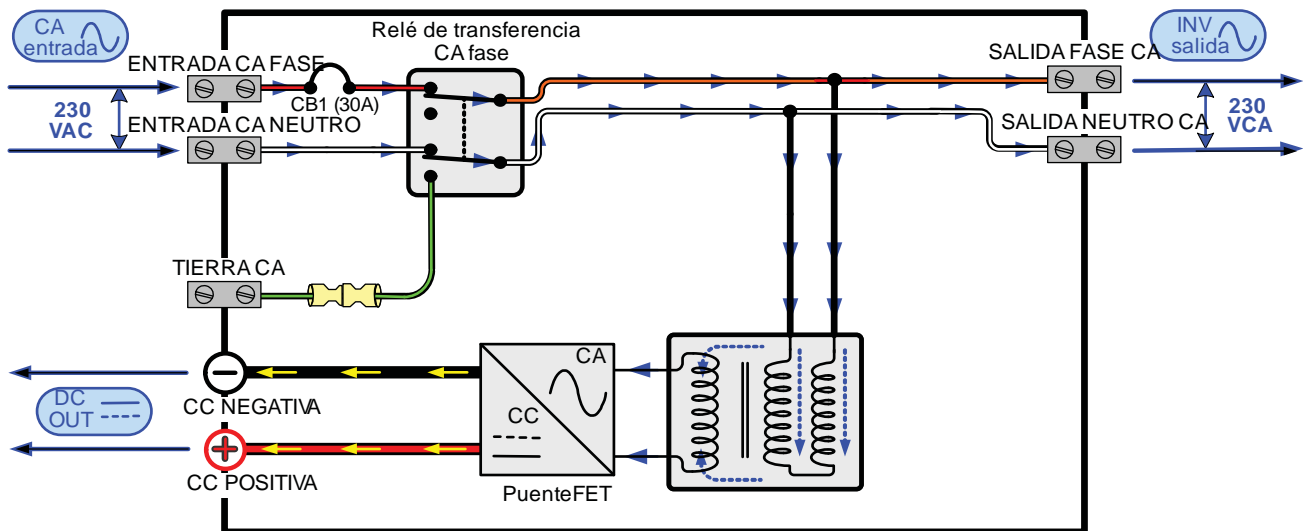 CA
entrada
Relé de transferencia
CA fase
INV
salida
ENTRADA CA FASE
SALIDA FASE CA
CB1 (30A)
230
VAC
ENTRADA CA NEUTRO
SALIDA NEUTRO CA
230
VCA
TIERRA CA
CA
CC
CC NEGATIVA
DC
OUT
CC POSITIVA
PuenteFET